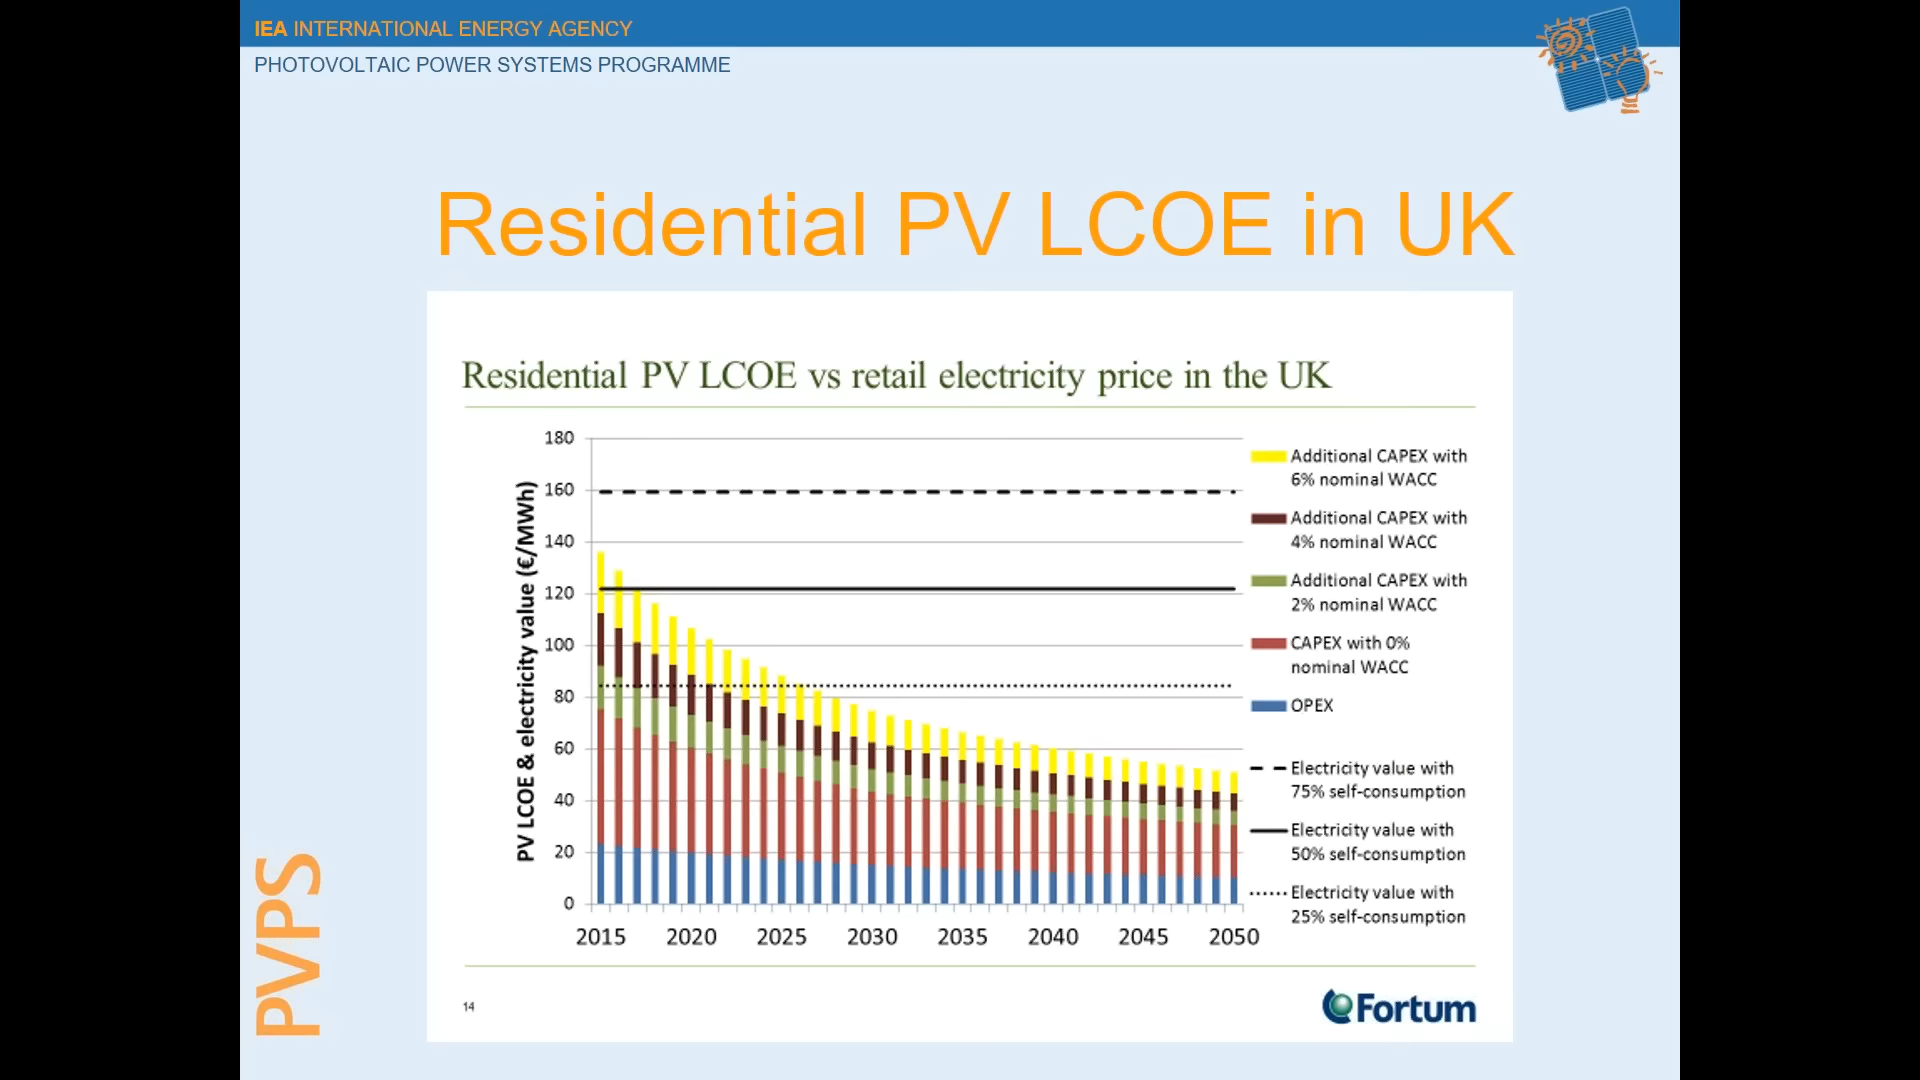 IEA INTERNATIONAL ENERGY AGENCY
PHOTOVOLTAIC POWER SYSTEMS PROGRAMME
Residential PV LCOE in UK
Residential PV LCOE vs retail electricity price in the UK
PV LCOE & electricity value (€/MWh)
180
160
140
120
100
80
60
40
20
0
2015 2020 2025 2030 2035 2040 2045 2050
Additional CAPEX with
6% nominal WACC
Additional CAPEX with
4% nominal WACC
Additional CAPEX with
2% nominal WACC
CAPEX with 0%
nominal WACC
OPEX
Electricity value with
75% self-consumption
Electricity value with
50% self-consumption
Electricity value with
25% self-consumption
14
Fortum
PVPS